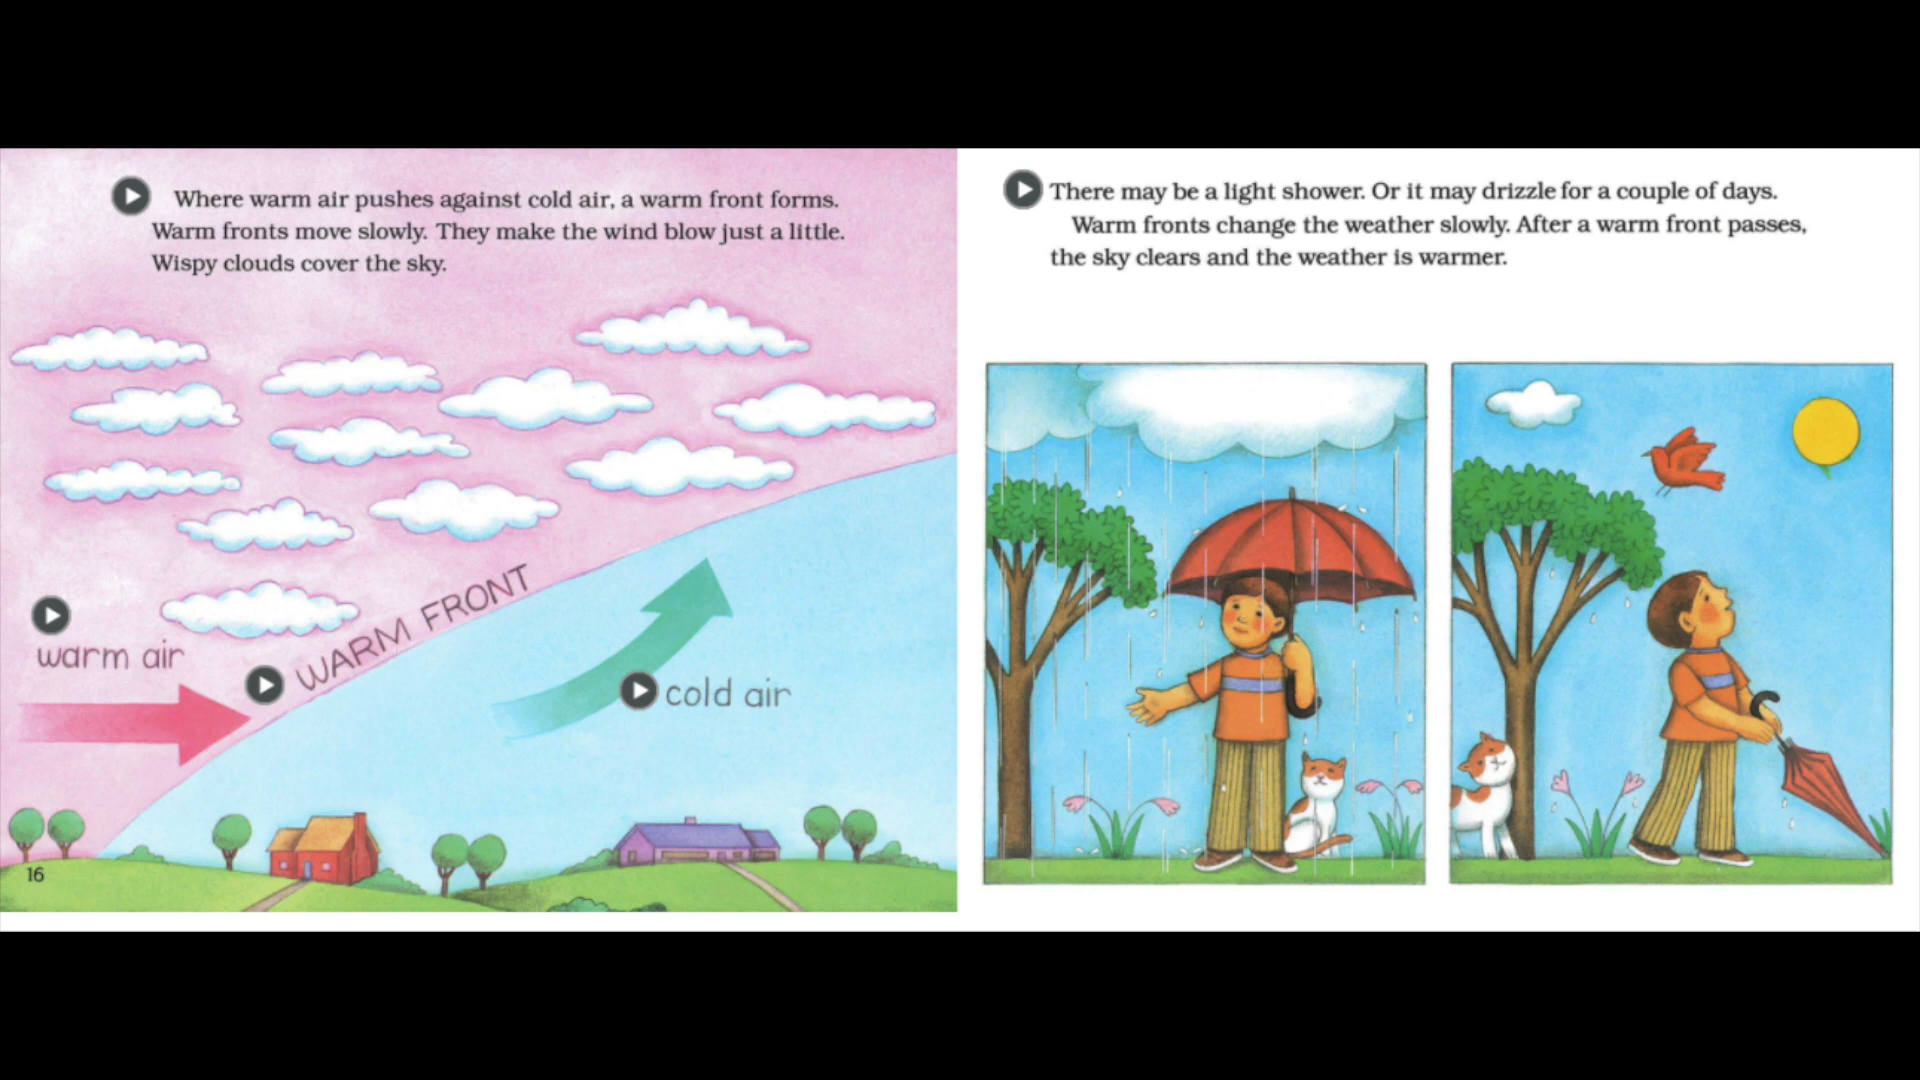 Where warm air pushes against cold air, a warm front forms.
Warm fronts move slowly. They make the wind blow just a little.
Wispy clouds cover the sky.
warm air
WARM FRONT
cold air
16
There may be a light shower. Or it may drizzle for a couple of days.
Warm fronts change the weather slowly. After a warm front passes,
the sky clears and the weather is warmer.